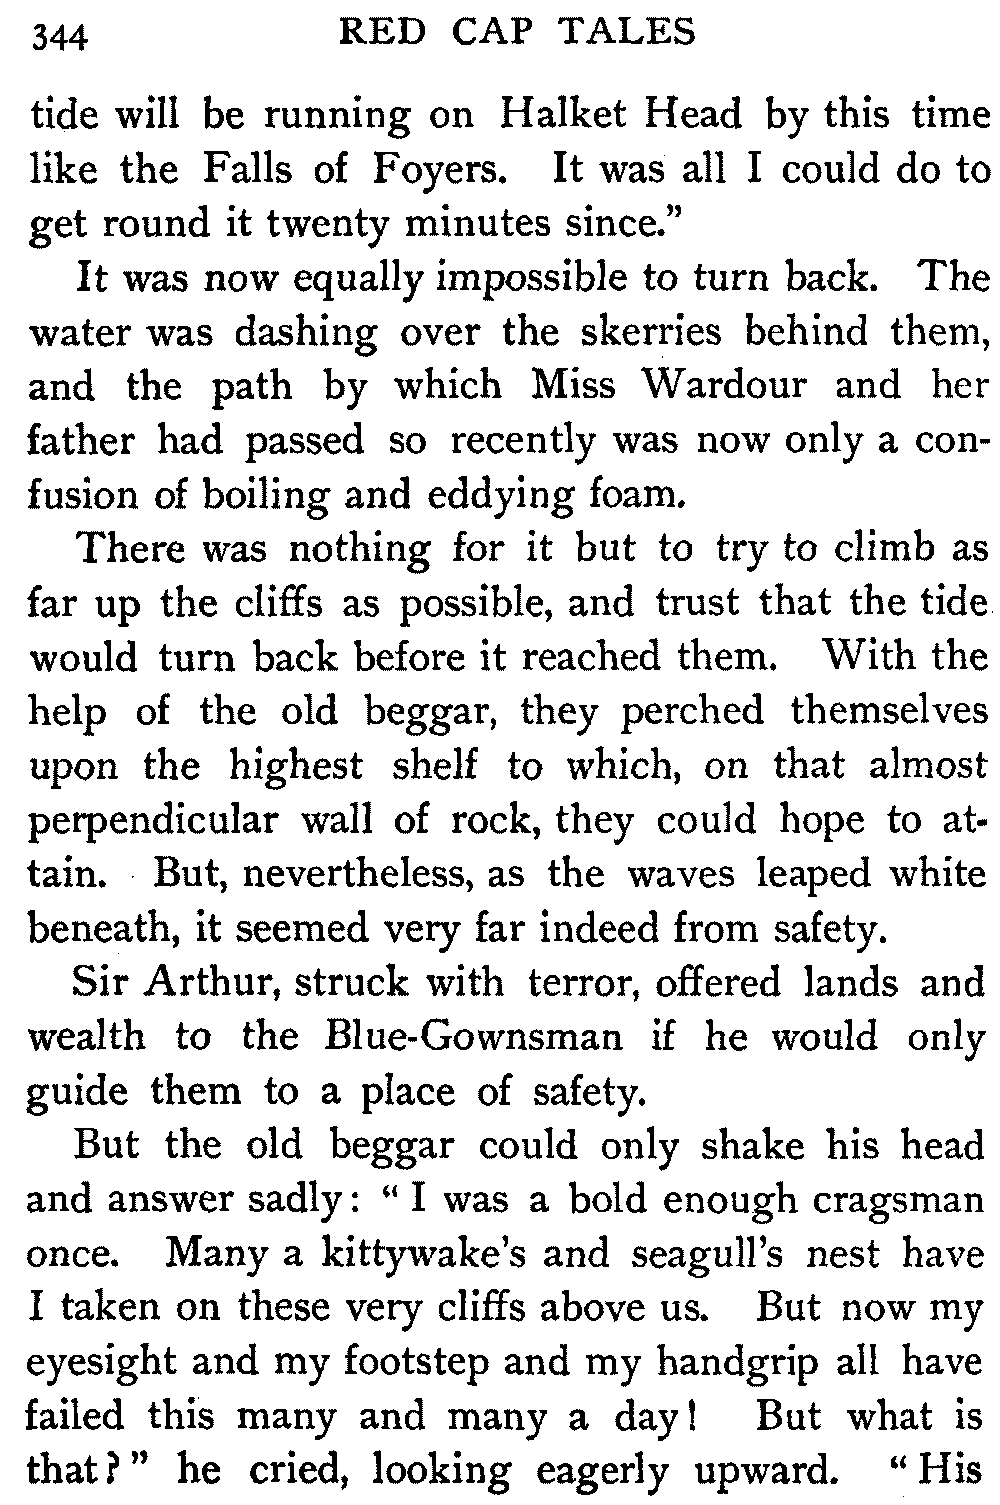 344 RED CAP TALES
tide will be running on Halket Head by this time
like the Falls of Foyers. It was all I could do to
get round it twenty minutes since.”
It was now equally impossible to turn back. The
water was dashing over the skerries behind them,
and the path by which Miss Wardour and her
father had passed so recently was now only a con-
fusion of boiling and eddying foam.
There was nothing for it but to try to climb as
far up the cliffs as possible, and trust that the tide
would turn back before it reached them. With the
help of the old beggar, they perched themselves
upon the highest shelf to which, on that almost
perpendicular wall of rock, they could hope to at-
tain. But, nevertheless, as the waves leaped white
beneath, it seemed very far indeed from safety.
Sir Arthur, struck with terror, offered lands and
wealth to the Blue-Gownsman if he would only
guide them to a place of safety.
But the old beggar could only shake his head
and answer sadly: “I was a bold enough cragsman
once. Many a kittywake’s and seagull’s nest have
I taken on these very cliffs above us. But now my
eyesight and my footstep and my handgrip all have
failed this many and many a day! But what is
that?” he cried, looking eagerly upward. “His